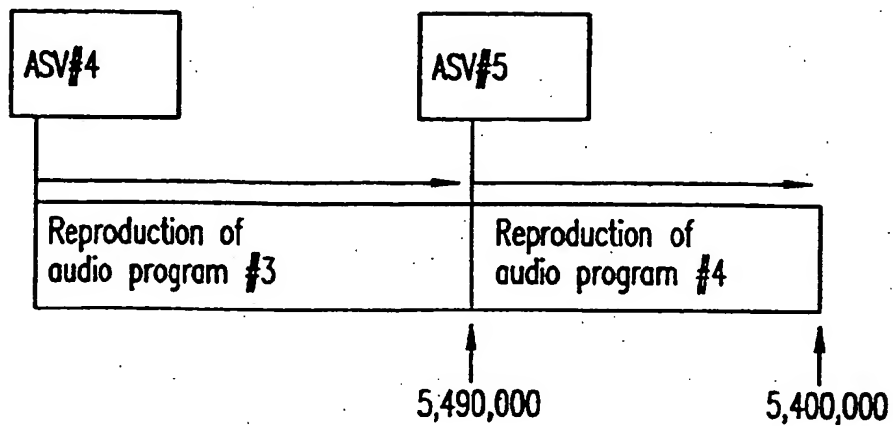 ASV#4
ASV#5
Reproduction of
audio program #3
Reproduction of
audio program #4
5,490,000
5,400,000